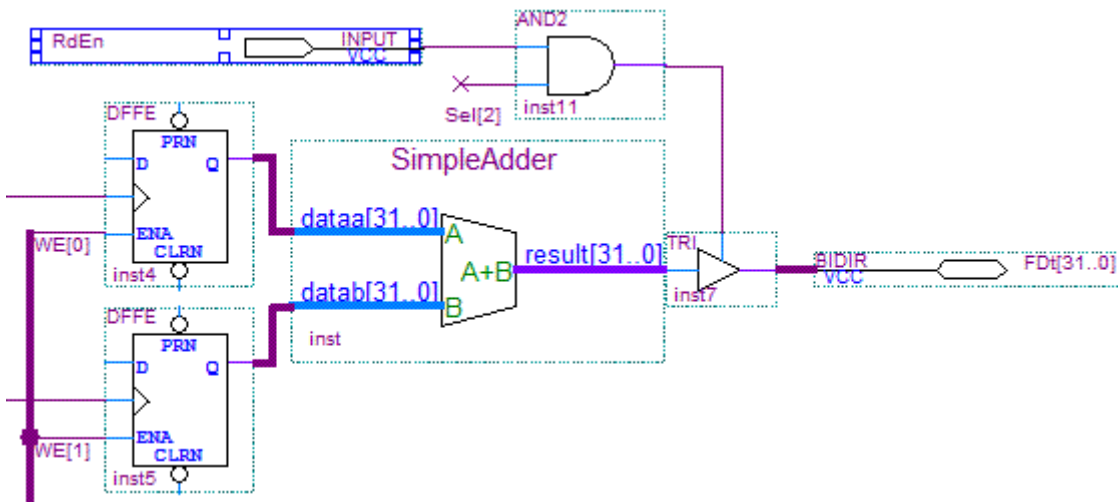 AND2
RdEn
INPUT
VCC
Sel[2]
inst11
DFFE
PRN
D
Q
ENA
CLRN
WE[0]
inst4
SimpleAdder
dataa[31..0]
A
A+B
result[31..0]
datab[31..0]
B
inst
TRI
inst7
BIDIR
VCC
FDt[31..0]
DFFE
PRN
D
Q
ENA
CLRN
WE[1]
inst5